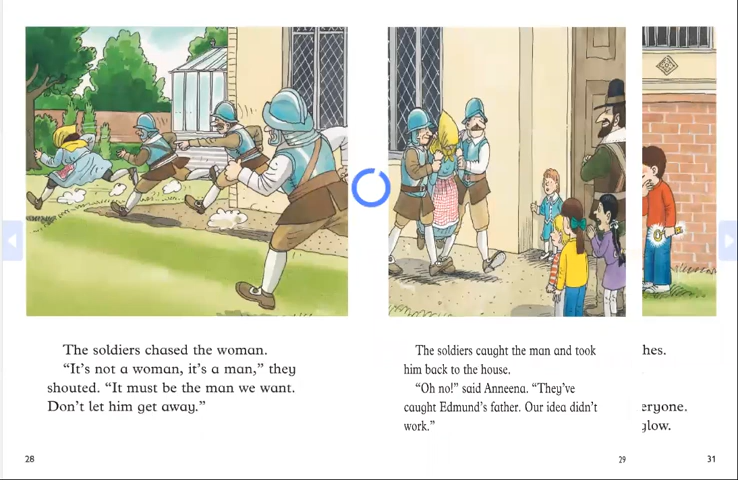 The soldiers chased the woman.
“It’s not a woman, it’s a man,” they
shouted. “It must be the man we want.
Don’t let him get away.”
28
The soldiers caught the man and took
him back to the house.
“Oh no!” said Anneena. “They’ve
caught Edmund’s father. Our idea didn’t
work.”
29
hes.
eryone.
glow.
31